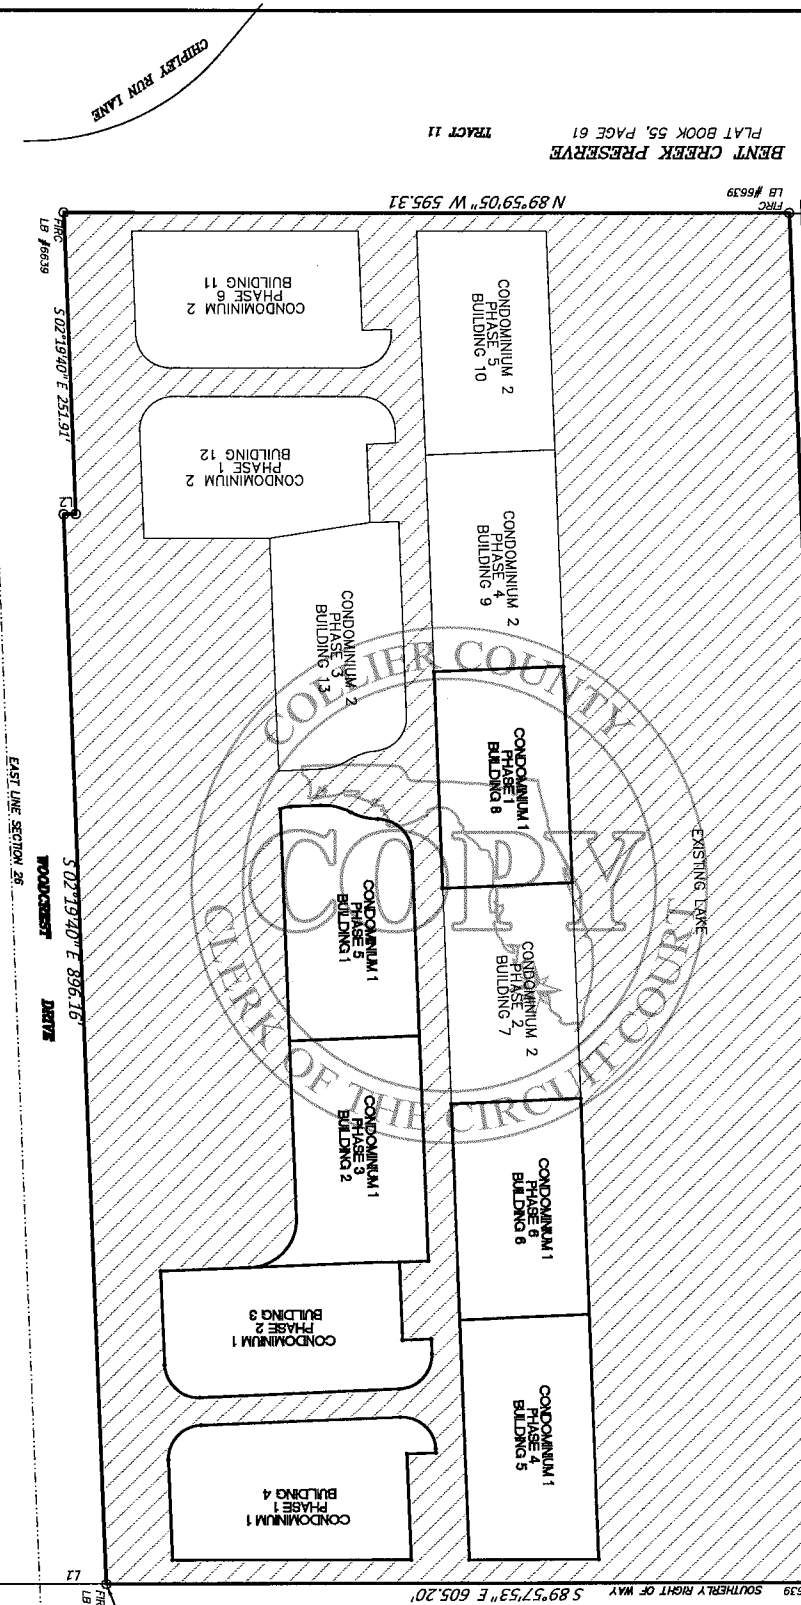 CHIPLEY RUN LANE
BENT CREEK PRESERVE
PLAT BOOK 55, PAGE 61
TRACT 11
FIRC
LB #6639
N 89°59'05" W 595.31
FIRC
LB #6639
S 02°19'40" E 251.91'
L2
CONDOMINIUM 2
PHASE 6
BUILDING 11
CONDOMINIUM 2
PHASE 5
BUILDING 10
CONDOMINIUM 2
PHASE 1
BUILDING 12
CONDOMINIUM 2
PHASE 4
BUILDING 9
CONDOMINIUM 2
PHASE 3
BUILDING 13
CONDOMINIUM 1
PHASE 1
BUILDING 8
EXISTING LAKE
COLLIER COUNTY
COPY
CLERK OF THE CIRCUIT COURT
EAST LINE SECTION 26
WOODCREST DRIVE
S 02°19'40" E 896.16'
CONDOMINIUM 1
PHASE 5
BUILDING 1
CONDOMINIUM 2
PHASE 2
BUILDING 7
CONDOMINIUM 1
PHASE 3
BUILDING 2
CONDOMINIUM 1
PHASE 6
BUILDING 6
CONDOMINIUM 1
PHASE 2
BUILDING 3
CONDOMINIUM 1
PHASE 4
BUILDING 5
CONDOMINIUM 1
PHASE 1
BUILDING 4
L1
S 89°57'53" E 605.20'
SOUTHERLY RIGHT OF WAY